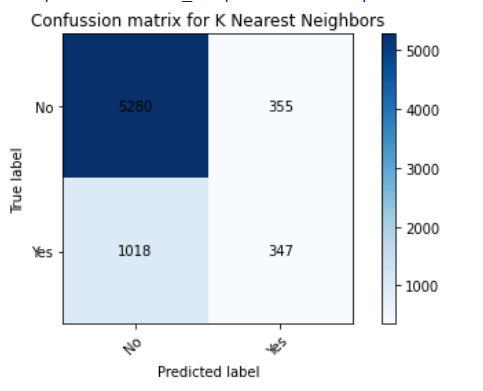 Confussion matrix for K Nearest Neighbors
5000
No
5280
355
4000
3000
True label
2000
Yes
1018
347
1000
No
Yes
Predicted label